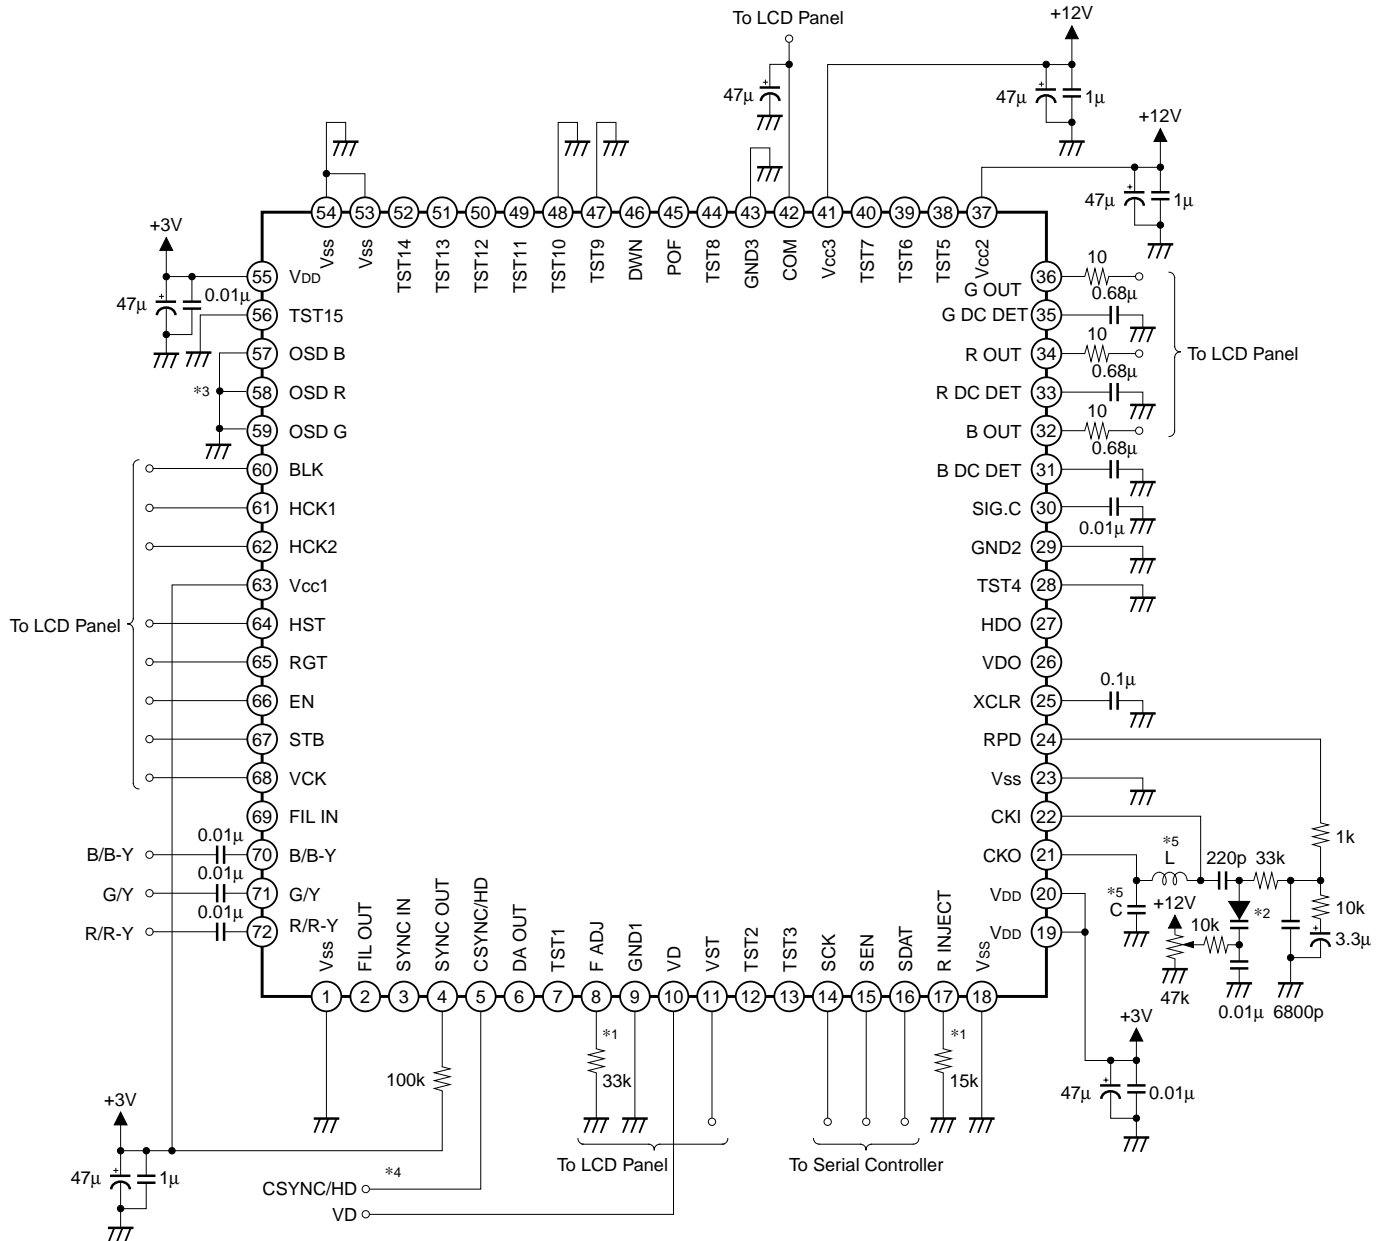 To LCD Panel
+12V
47μ
47μ
1μ
+12V
47μ
1μ
54 53 52 51 50 49 48 47 46 45 44 43 42 41 40 39 38 37
Vss Vss TST14 TST13 TST12 TST11 TST10 TST9 DWN POF TST8 GND3 COM Vcc3 TST7 TST6 TST5 Vcc2
+3V
47μ
0.01μ
55 VDD
56 TST15
57 OSD B
*3
58 OSD R
59 OSD G
60 BLK
61 HCK1
62 HCK2
63 Vcc1
To LCD Panel
64 HST
65 RGT
66 EN
67 STB
68 VCK
69 FIL IN
B/B-Y 0.01μ 70 B/B-Y
G/Y 0.01μ 71 G/Y
R/R-Y 0.01μ 72 R/R-Y
G OUT 36 10
0.68μ
G DC DET 35
R OUT 34 10
To LCD Panel
0.68μ
R DC DET 33
B OUT 32 10
0.68μ
B DC DET 31
SIG.C 30
0.01μ
GND2 29
TST4 28
HDO 27
VDO 26
XCLR 25 0.1μ
RPD 24
Vss 23
CKI 22
1k
CKO 21
*5
L
220p
33k
VDD 20
*5
C
+12V
*2
10k
10k
VDD 19
3.3μ
47k
0.01μ
6800p
Vss FIL OUT SYNC IN SYNC OUT CSYNC/HD DA OUT TST1 F ADJ GND1 VD VST TST2 TST3 SCK SEN SDAT R INJECT Vss
1 2 3 4 5 6 7 8 9 10 11 12 13 14 15 16 17 18
+3V
47μ
0.01μ
100k
*1
33k
*1
15k
+3V
47μ
1μ
To LCD Panel
To Serial Controller
*4
CSYNC/HD
VD